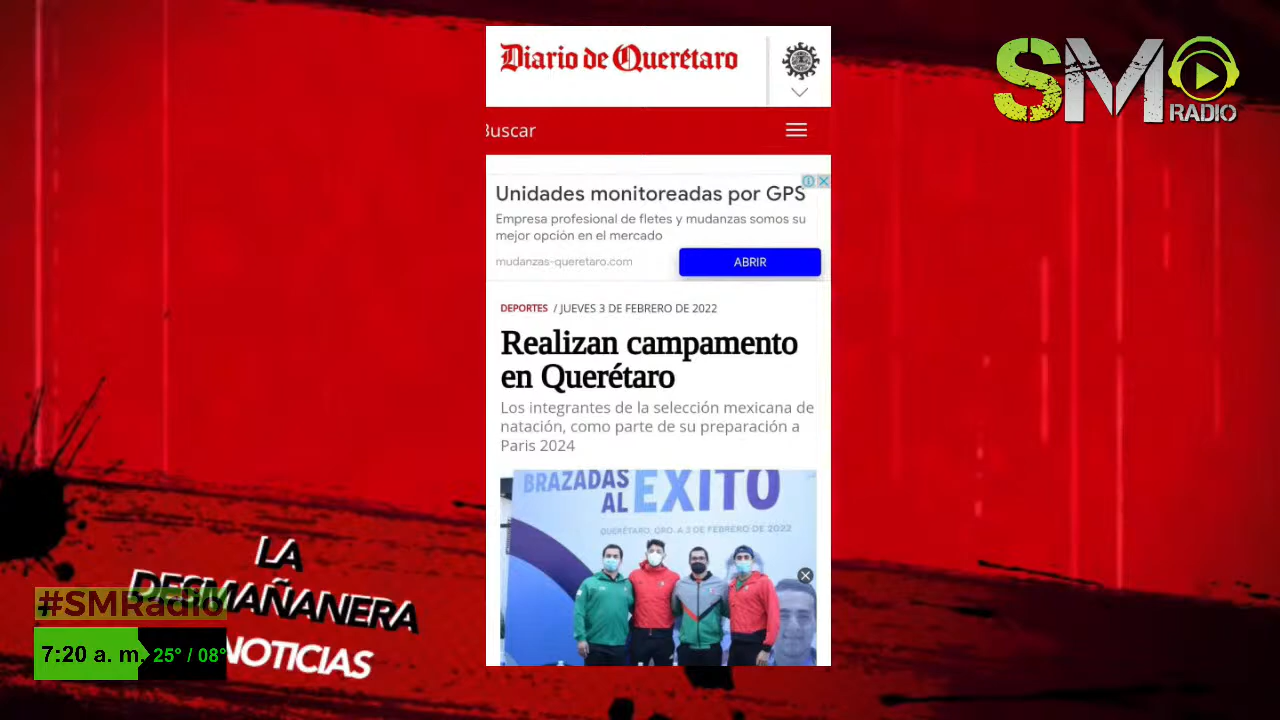 Diario de Querétaro
Buscar
Unidades monitoreadas por GPS
Empresa profesional de fletes y mudanzas somos su
mejor opción en el mercado
mudanzas-queretaro.com
ABRIR
DEPORTES / JUEVES 3 DE FEBRERO DE 2022
Realizan campamento
en Querétaro
Los integrantes de la selección mexicana de
natación, como parte de su preparación a
Paris 2024
BRAZADAS
AL EXITO
QUERÉTARO, QRO. A 3 DE FEBRERO DE 2022
SM
RADIO
LA
DESMAÑANERA
NOTICIAS
#SMRadio
7:20 a. m. 25° / 08°